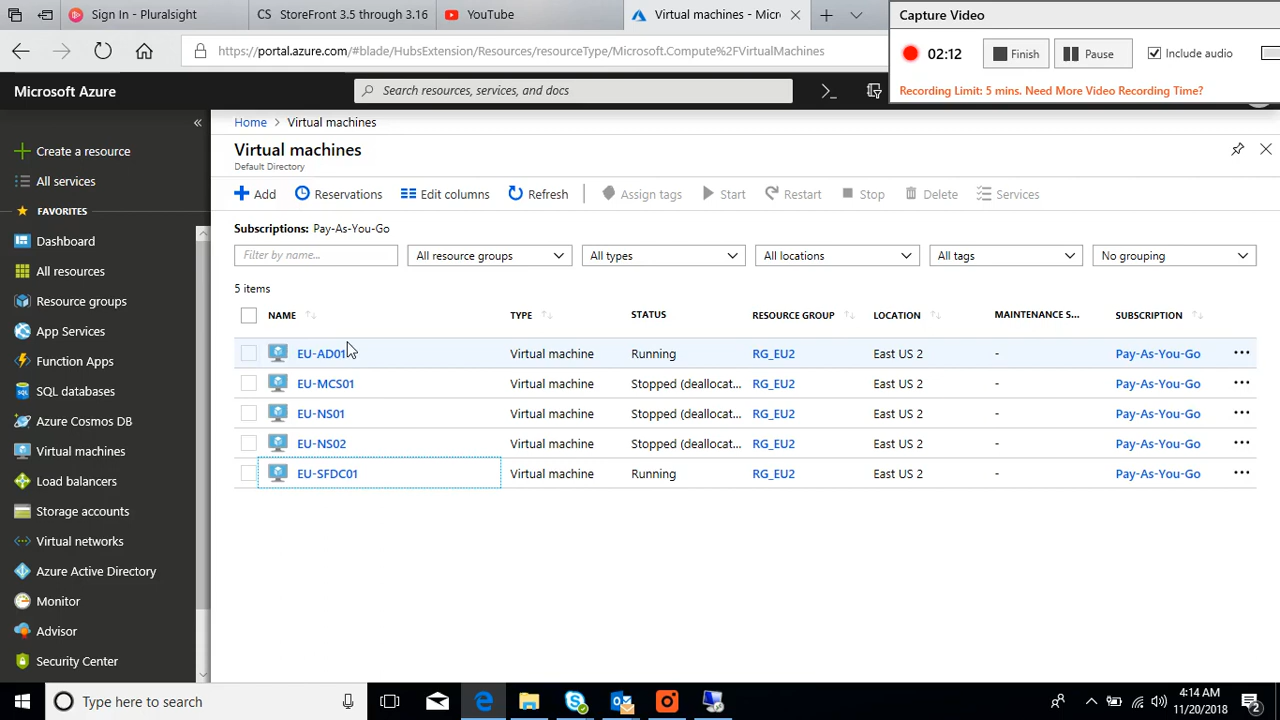 Sign In - Pluralsight
CS StoreFront 3.5 through 3.16
YouTube
Virtual machines - Micr
Capture Video
https://portal.azure.com/#blade/HubsExtension/Resources/resourceType/Microsoft.Compute%2FVirtualMachines
02:12
Finish
Pause
Include audio
Recording Limit: 5 mins. Need More Video Recording Time?
Microsoft Azure
Search resources, services, and docs
Home > Virtual machines
Virtual machines
Default Directory
Create a resource
All services
FAVORITES
Dashboard
All resources
Resource groups
App Services
Function Apps
SQL databases
Azure Cosmos DB
Virtual machines
Load balancers
Storage accounts
Virtual networks
Azure Active Directory
Monitor
Advisor
Security Center
Add Reservations Edit columns Refresh Assign tags Start Restart Stop Delete Services
Subscriptions: Pay-As-You-Go
Filter by name... All resource groups All types All locations All tags No grouping
5 items
NAME TYPE STATUS RESOURCE GROUP LOCATION MAINTENANCE S... SUBSCRIPTION
EU-AD01 Virtual machine Running RG_EU2 East US 2 - Pay-As-You-Go ...
EU-MCS01 Virtual machine Stopped (deallocat... RG_EU2 East US 2 - Pay-As-You-Go ...
EU-NS01 Virtual machine Stopped (deallocat... RG_EU2 East US 2 - Pay-As-You-Go ...
EU-NS02 Virtual machine Stopped (deallocat... RG_EU2 East US 2 - Pay-As-You-Go ...
EU-SFDC01 Virtual machine Running RG_EU2 East US 2 - Pay-As-You-Go ...
Type here to search
4:14 AM
11/20/2018
2